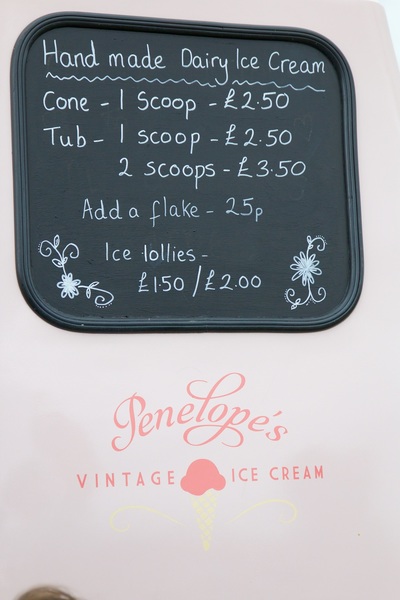 Hand made Dairy Ice Cream
Cone - 1 Scoop - £2.50
Tub - 1 scoop - £2.50
2 scoops - £3.50
Add a flake - 25p
Ice lollies -
£1.50 / £2.00
Penelope's
VINTAGE ICE CREAM